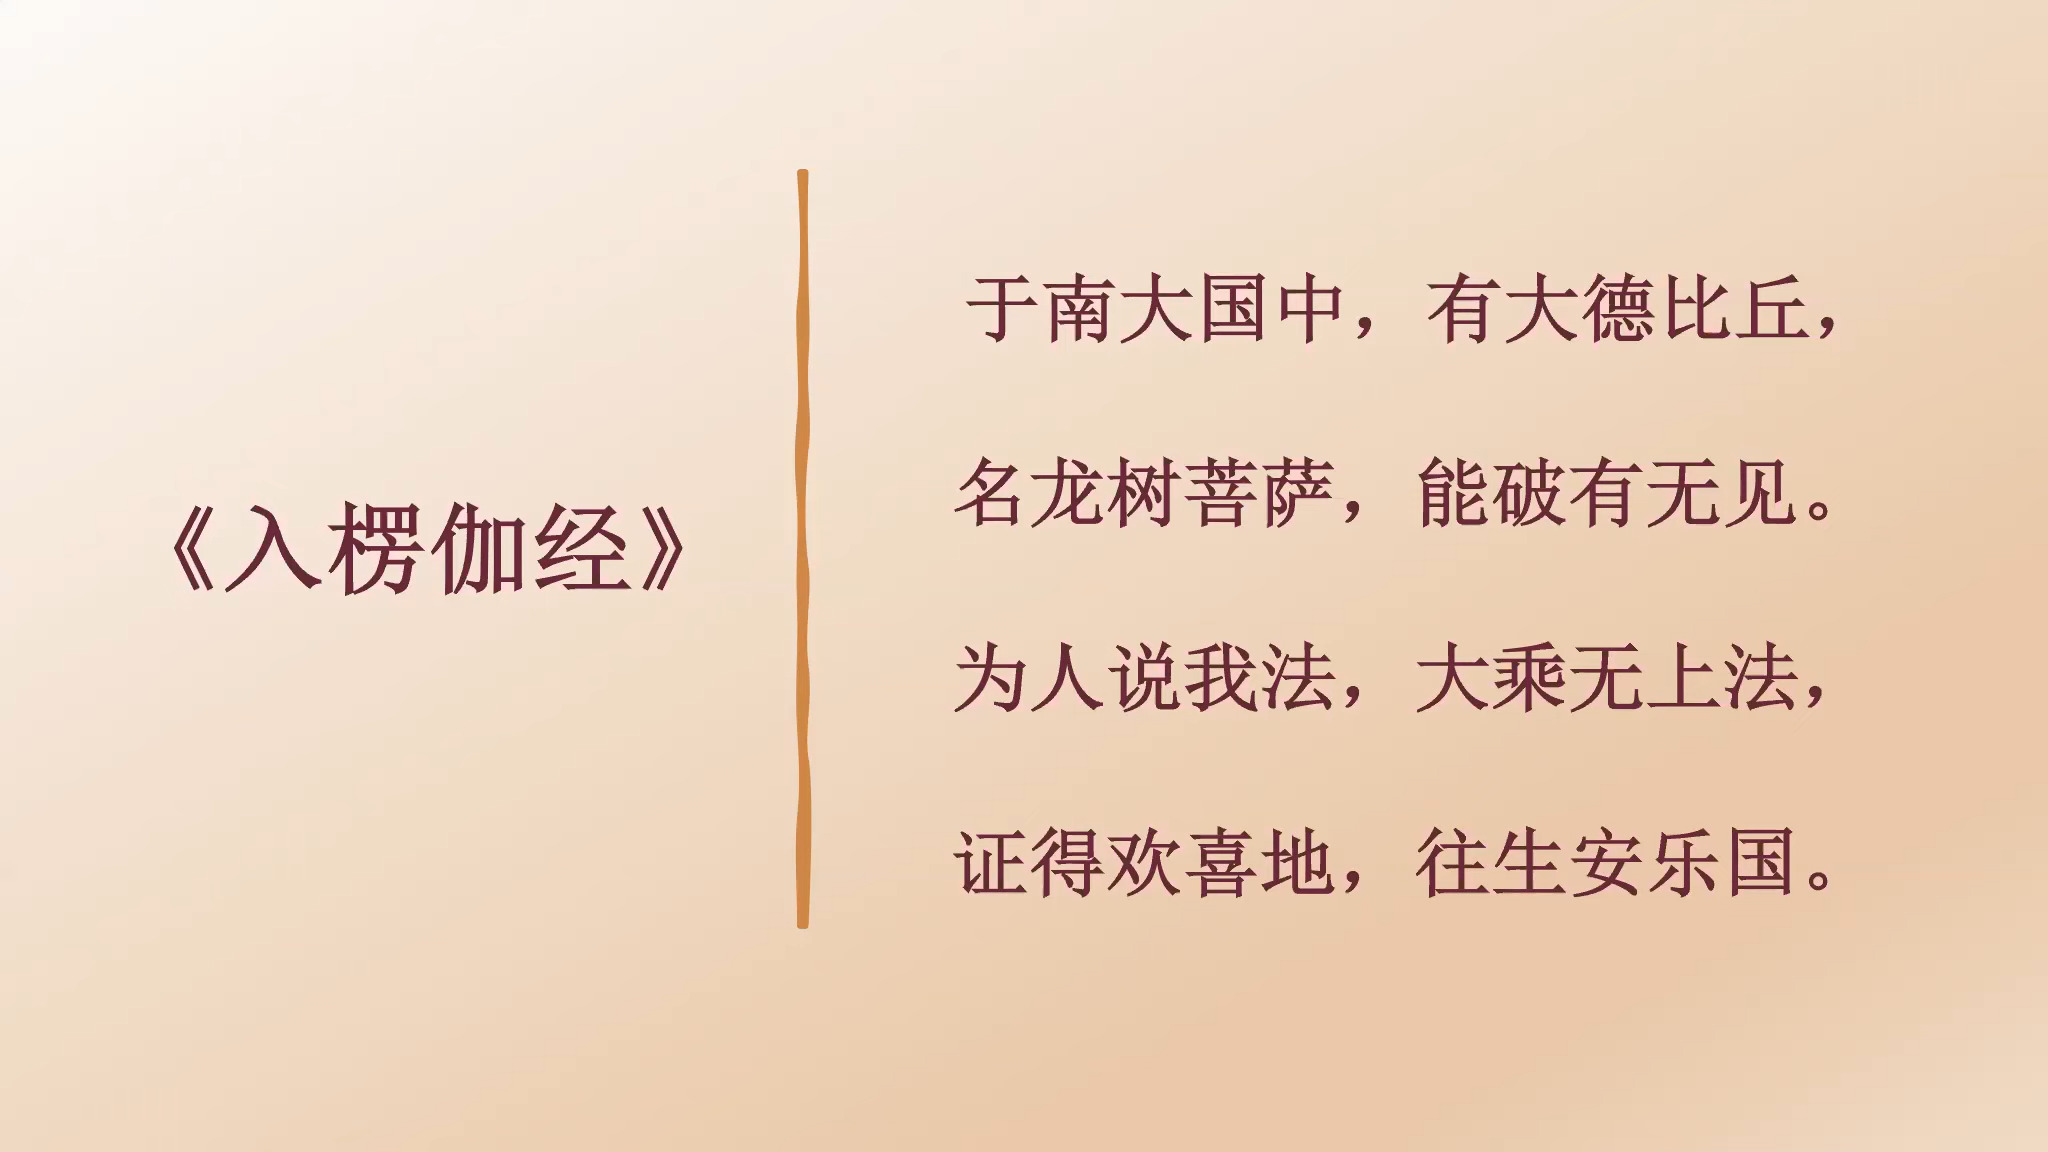 《入楞伽经》
于南大国中，有大德比丘，
名龙树菩萨，能破有无见。
为人说我法，大乘无上法，
证得欢喜地，往生安乐国。